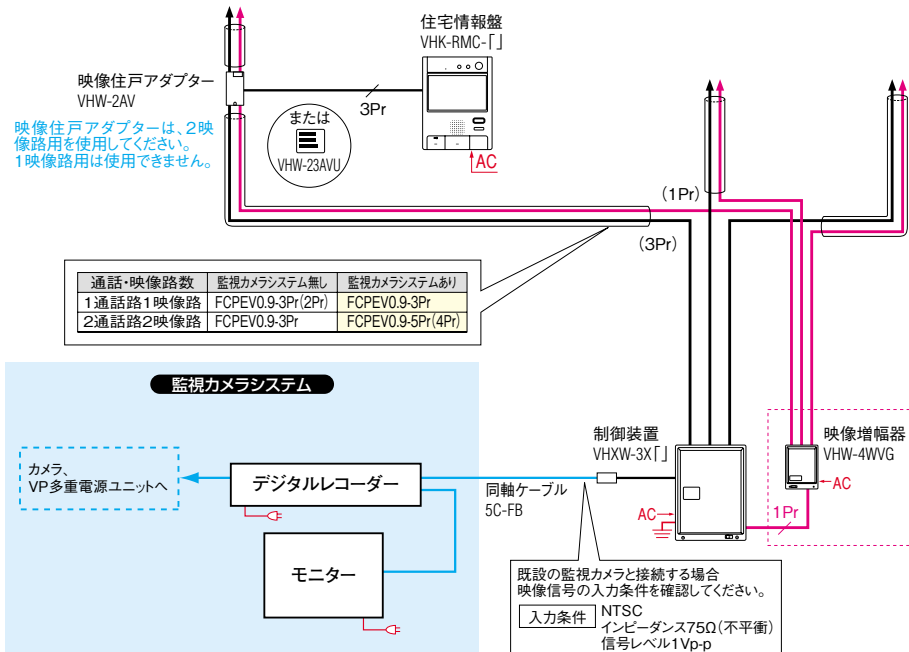 住宅情報盤
VHK-RMC-「」
映像住戸アダプター
VHW-2AV
3Pr
映像住戸アダプターは、2映
像路用を使用してください。
1映像路用は使用できません。
または
VHW-23AVU
AC
(1Pr)
(3Pr)
通話・映像路数 監視カメラシステム無し 監視カメラシステムあり
1通話路1映像路 FCPEV0.9-3Pr(2Pr) FCPEV0.9-3Pr
2通話路2映像路 FCPEV0.9-3Pr FCPEV0.9-5Pr(4Pr)
監視カメラシステム
カメラ、
VP多重電源ユニットへ
デジタルレコーダー
モニター
同軸ケーブル
5C-FB
制御装置
VHXW-3X「」
AC
映像増幅器
VHW-4WVG
AC
1Pr
既設の監視カメラと接続する場合
映像信号の入力条件を確認してください。
入力条件 NTSC
インピーダンス75Ω(不平衡)
信号レベル1Vp-p